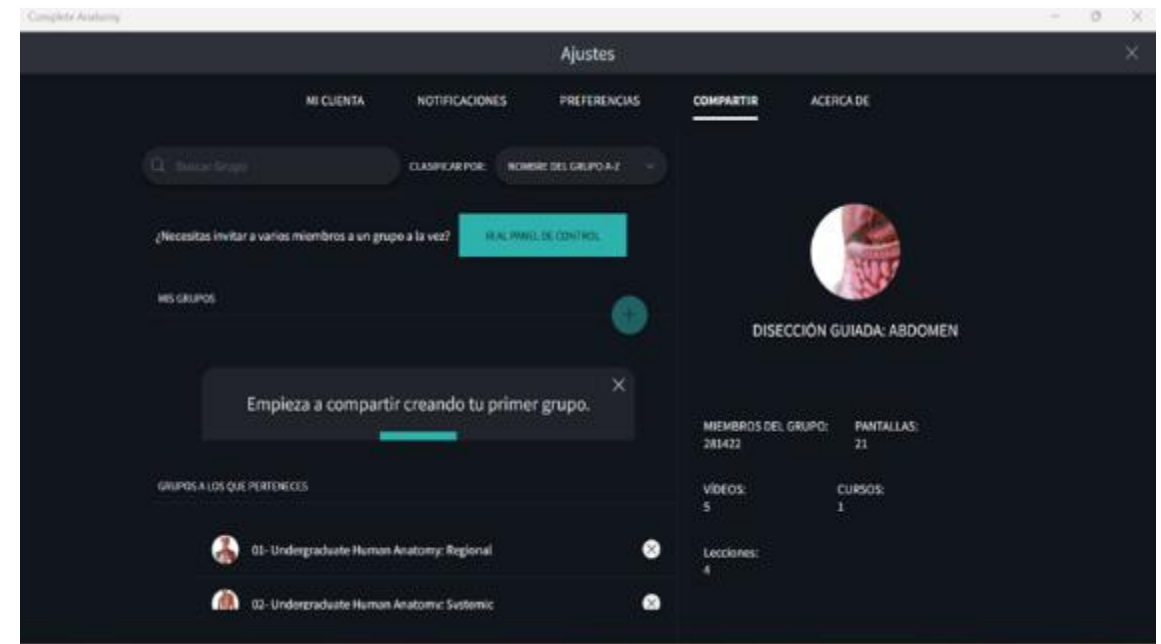 Complete Anatomy
Ajustes
MI CUENTA NOTIFICACIONES PREFERENCIAS COMPARTIR ACERCA DE
Buscar Grupo CLASIFICAR POR: NOMBRE DEL GRUPO A-Z
¿Necesitas invitar a varios miembros a un grupo a la vez? IR AL PANEL DE CONTROL
MIS GRUPOS
Empieza a compartir creando tu primer grupo.
GRUPOS A LOS QUE PERTENECES
01- Undergraduate Human Anatomy: Regional
02- Undergraduate Human Anatomy: Systemic
DISECCIÓN GUIADA: ABDOMEN
MIEMBROS DEL GRUPO: PANTALLAS:
281422 21
VÍDEOS: CURSOS:
5 1
Lecciones:
4